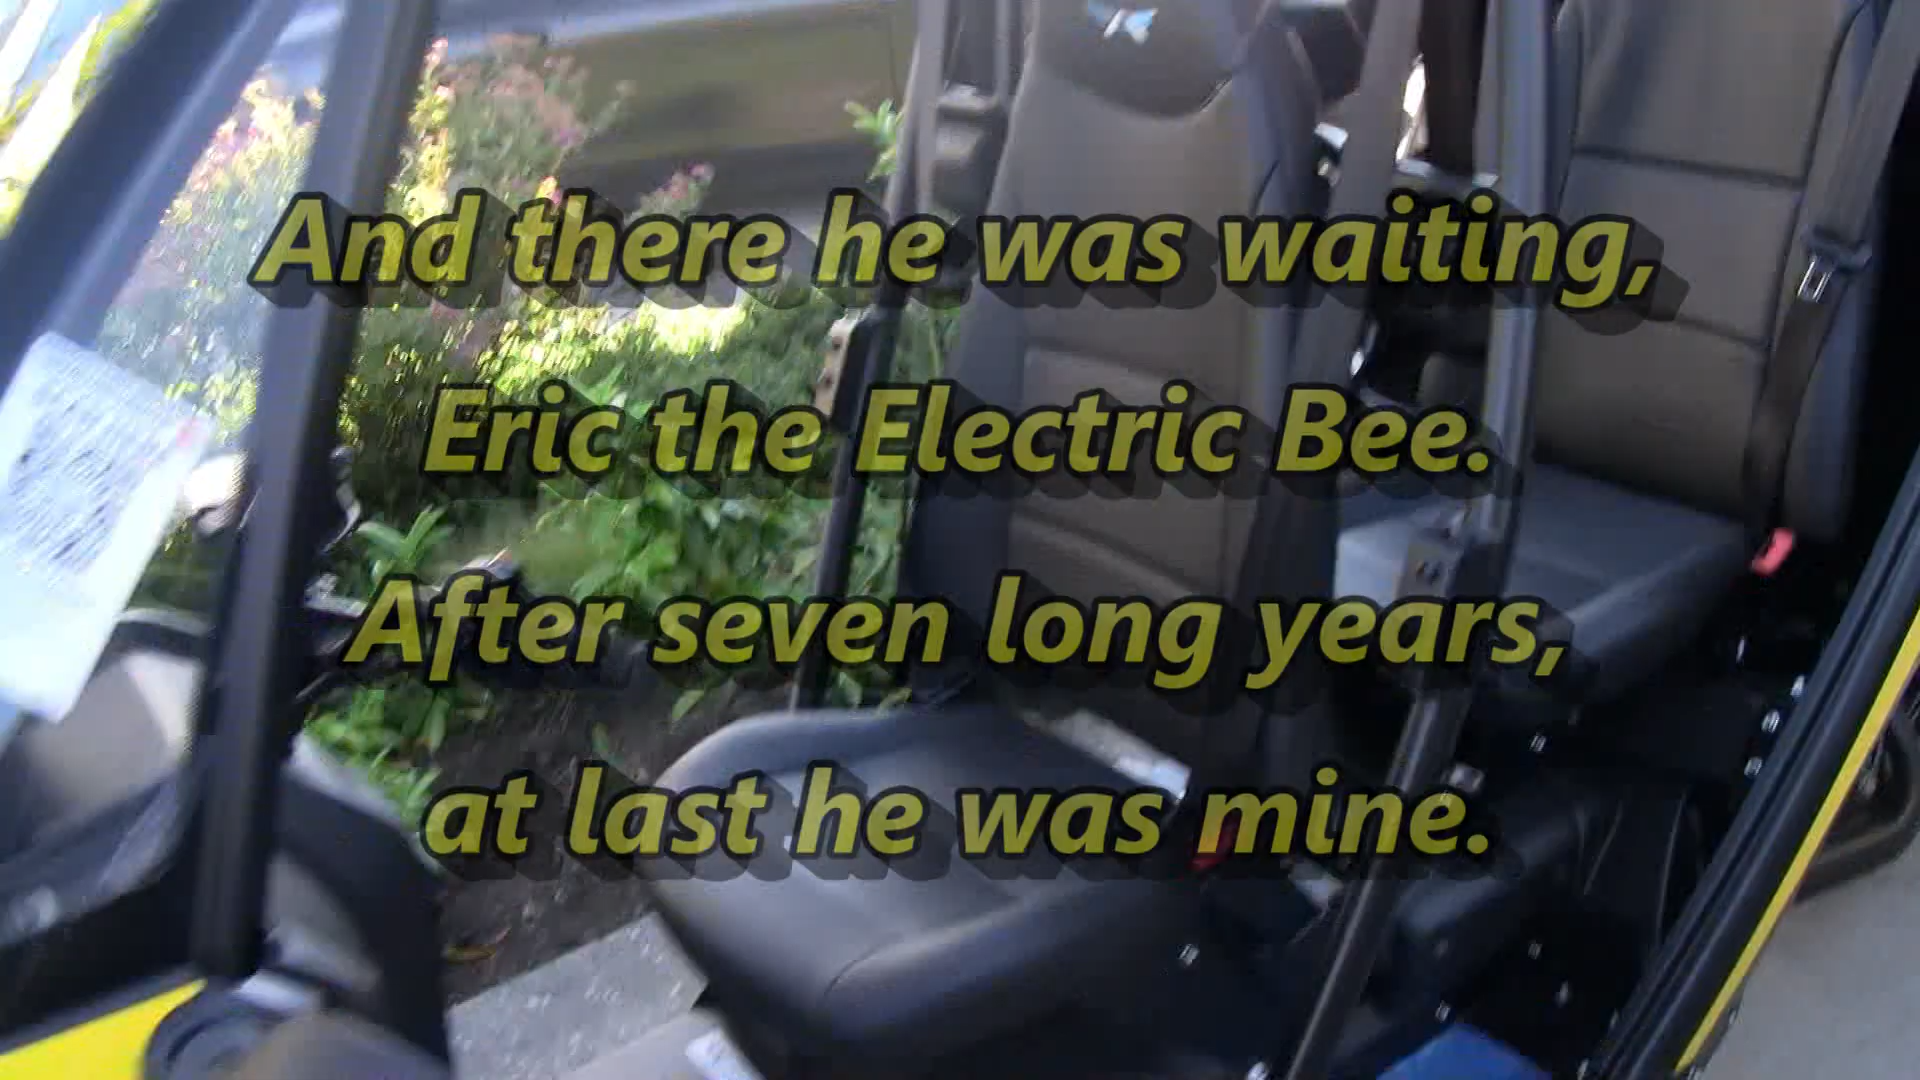 And there he was waiting,
Eric the Electric Bee.
After seven long years,
at last he was mine.